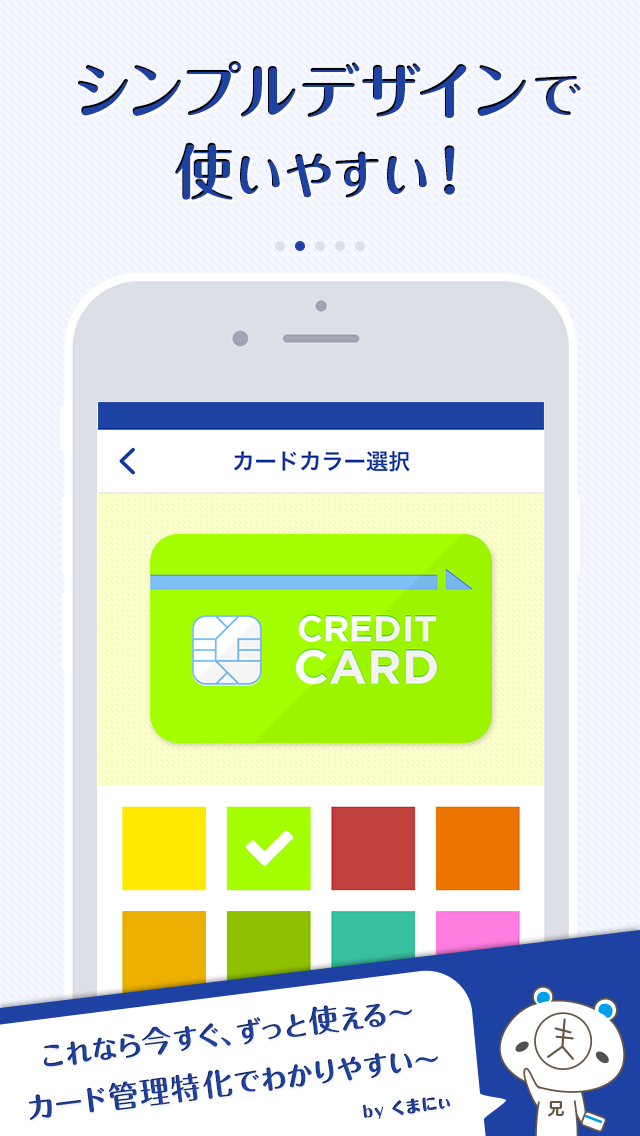 シンプルデザインで
使いやすい!
カードカラー選択
CREDIT
CARD
これなら今すぐ、ずっと使える〜
カード管理特化でわかりやすい〜
by くまにぃ
兄